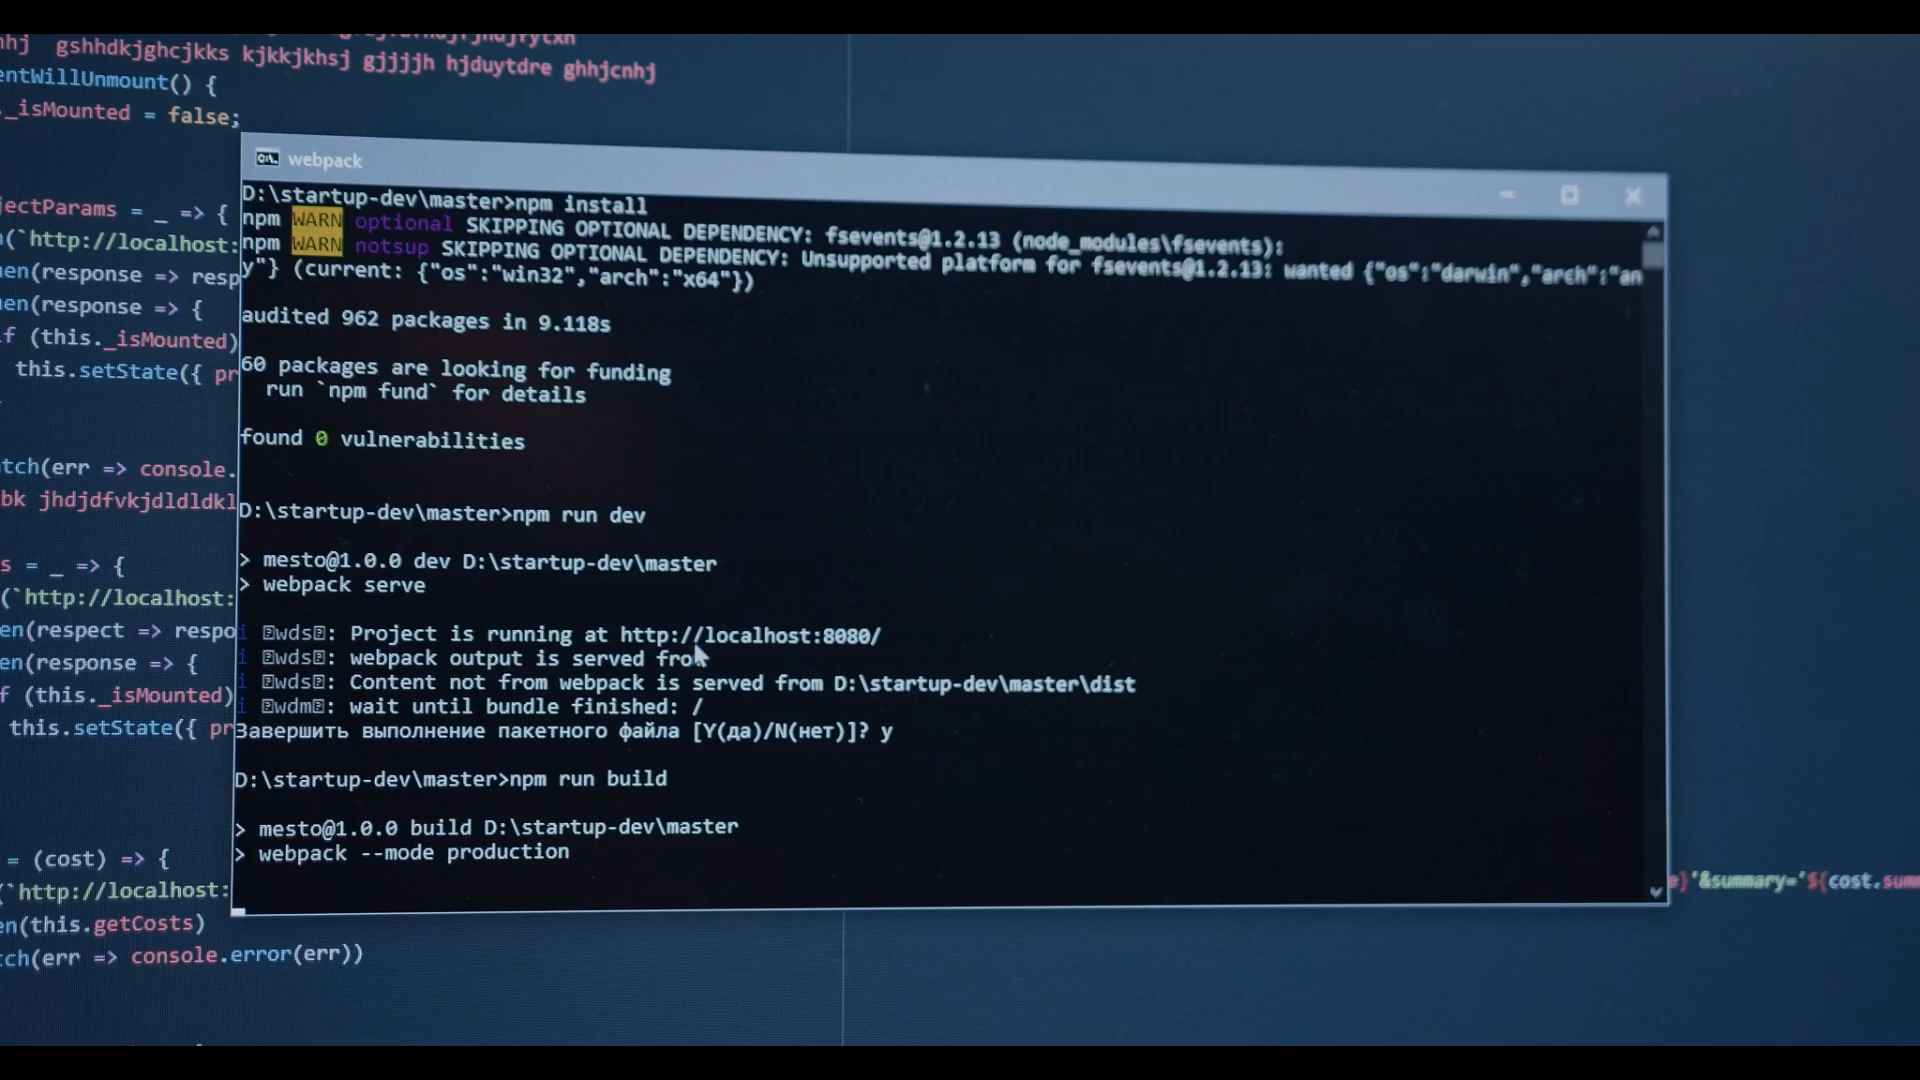 gshhdkjghcjkks kjkkjkhsj gjjjjh hjduytdre ghhjcnhj
entWillUnmount() {
._isMounted = false;
jectParams = _ => {
(`http://localhost:
en(response => resp
en(response => {
f (this._isMounted)
this.setState({ pr
tch(err => console.
bk jhdjdfvkjdldldkl
s = _ => {
(`http://localhost:
en(respect => respo
en(response => {
f (this._isMounted)
this.setState({ pr
= (cost) => {
(`http://localhost:
en(this.getCosts)
ch(err => console.error(err))
webpack
D:\startup-dev\master>npm install
npm WARN optional SKIPPING OPTIONAL DEPENDENCY: fsevents@1.2.13 (node_modules\fsevents):
npm WARN notsup SKIPPING OPTIONAL DEPENDENCY: Unsupported platform for fsevents@1.2.13: wanted {"os":"darwin","arch":"an
y"} (current: {"os":"win32","arch":"x64"})
audited 962 packages in 9.118s
60 packages are looking for funding
run `npm fund` for details
found 0 vulnerabilities
D:\startup-dev\master>npm run dev
> mesto@1.0.0 dev D:\startup-dev\master
> webpack serve
i ⍰wds⍰: Project is running at http://localhost:8080/
i ⍰wds⍰: webpack output is served from
i ⍰wds⍰: Content not from webpack is served from D:\startup-dev\master\dist
i ⍰wdm⍰: wait until bundle finished: /
Завершить выполнение пакетного файла [Y(да)/N(нет)]? y
D:\startup-dev\master>npm run build
> mesto@1.0.0 build D:\startup-dev\master
> webpack --mode production
e}'&summary='${cost.summ